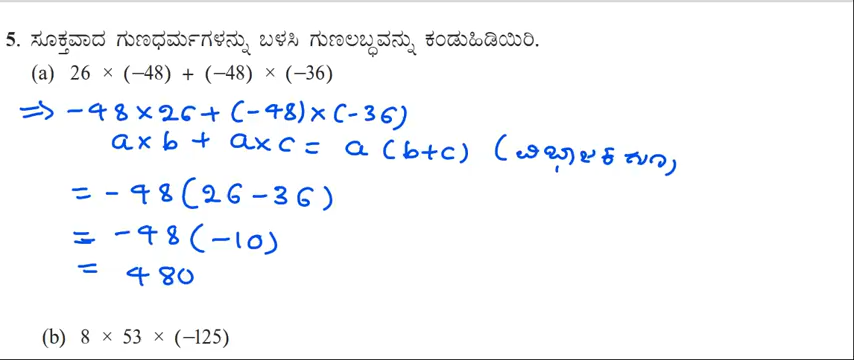 5. ಸೂಕ್ತವಾದ ಗುಣಧರ್ಮಗಳನ್ನು ಬಳಸಿ ಗುಣಲಬ್ಧವನ್ನು ಕಂಡುಹಿಡಿಯಿರಿ.
(a) 26 × (−48) + (−48) × (−36)
⇒ -48×26+(-48)×(-36)
a×b + a×c = a (b+c) (ವಿಭಾಜಕ
= -48(26-36)
= -48(-10)
= 480
(b) 8 × 53 × (−125)